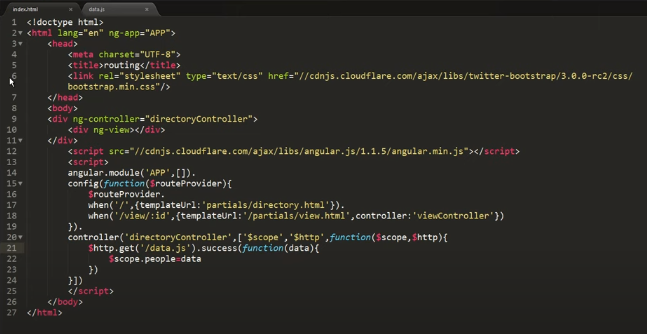 index.html × data.js ×
1 <!doctype html>
2 <html lang="en" ng-app="APP">
3 <head>
4 <meta charset="UTF-8">
5 <title>routing</title>
6 <link rel="stylesheet" type="text/css" href="//cdnjs.cloudflare.com/ajax/libs/twitter-bootstrap/3.0.0-rc2/css/
bootstrap.min.css"/>
7 </head>
8 <body>
9 <div ng-controller="directoryController">
10 <div ng-view></div>
11 </div>
12 <script src="//cdnjs.cloudflare.com/ajax/libs/angular.js/1.1.5/angular.min.js"></script>
13 <script>
14 angular.module('APP',[]).
15 config(function($routeProvider){
16 $routeProvider.
17 when('/',{templateUrl:'partials/directory.html'}).
18 when('/view/:id',{templateUrl:'/partials/view.html',controller:'viewController'})
19 }).
20 controller('directoryController',['$scope','$http',function($scope,$http){
21 $http.get('/data.js').success(function(data){
22 $scope.people=data
23 })
24 }])
25 </script>
26 </body>
27 </html>